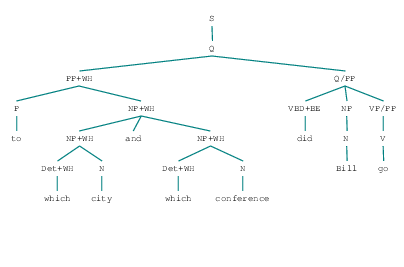 S
Q
PP+WH Q/PP
P NP+WH VBD+BE NP VP/PP
to NP+WH and NP+WH did N V
Det+WH N Det+WH N Bill go
which city which conference